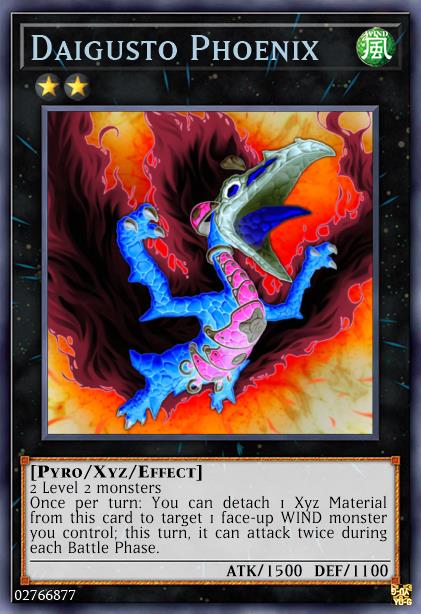 Daigusto Phoenix
WIND
風
[Pyro/Xyz/Effect]
2 Level 2 monsters
Once per turn: You can detach 1 Xyz Material
from this card to target 1 face-up WIND monster
you control; this turn, it can attack twice during
each Battle Phase.
ATK/1500 DEF/1100
02766877